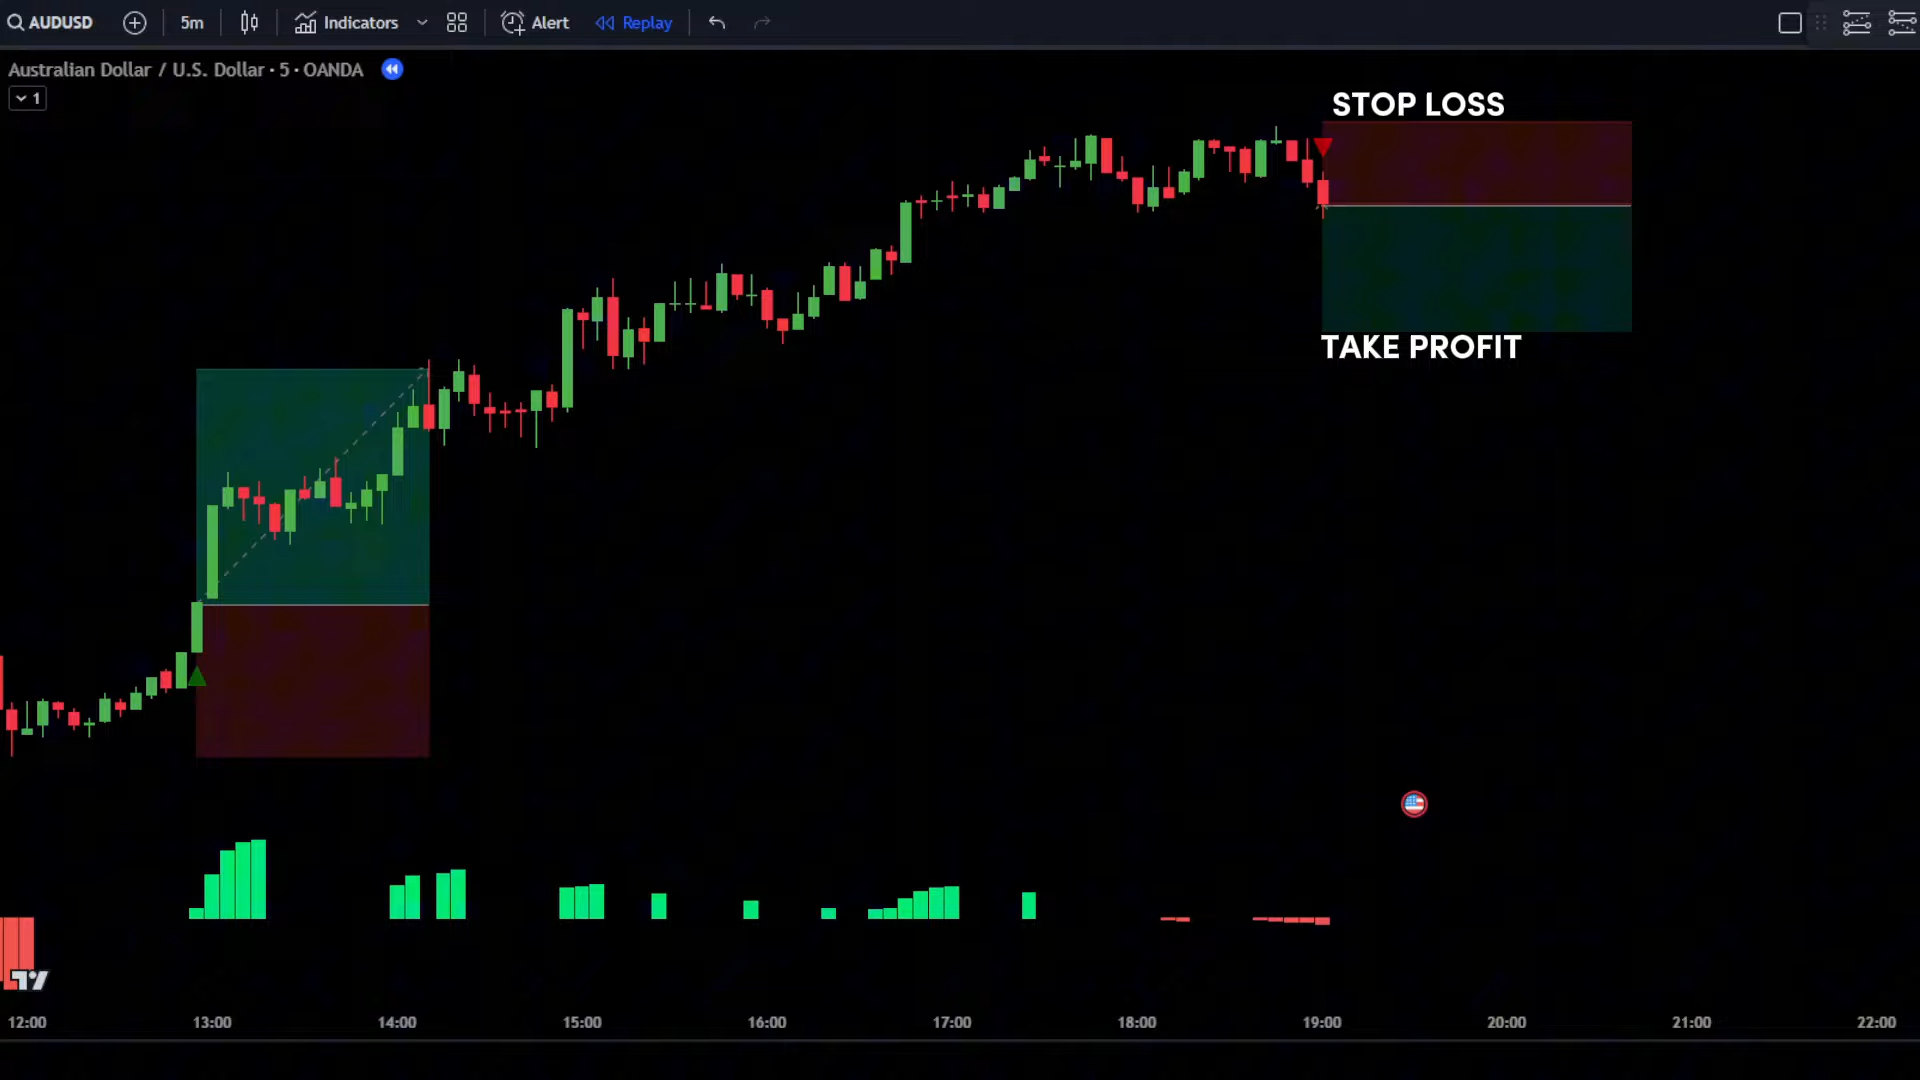 AUDUSD 5m Indicators Alert Replay
Australian Dollar / U.S. Dollar · 5 · OANDA
1
STOP LOSS
TAKE PROFIT
12:00 13:00 14:00 15:00 16:00 17:00 18:00 19:00 20:00 21:00 22:00